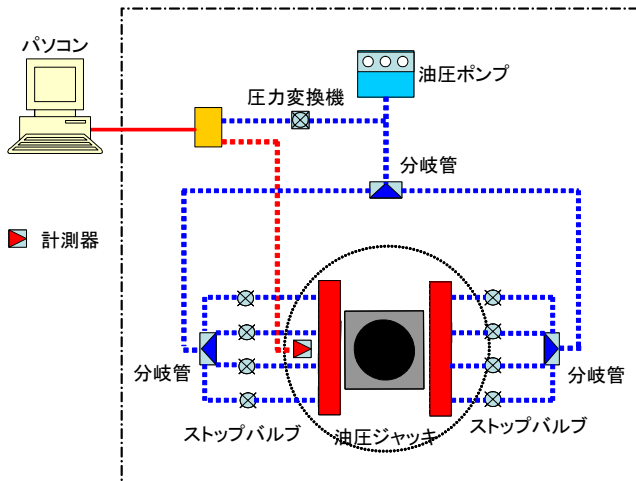 パソコン
油圧ポンプ
圧力変換機
分岐管
計測器
分岐管
分岐管
ストップバルブ
油圧ジャッキ
ストップバルブ